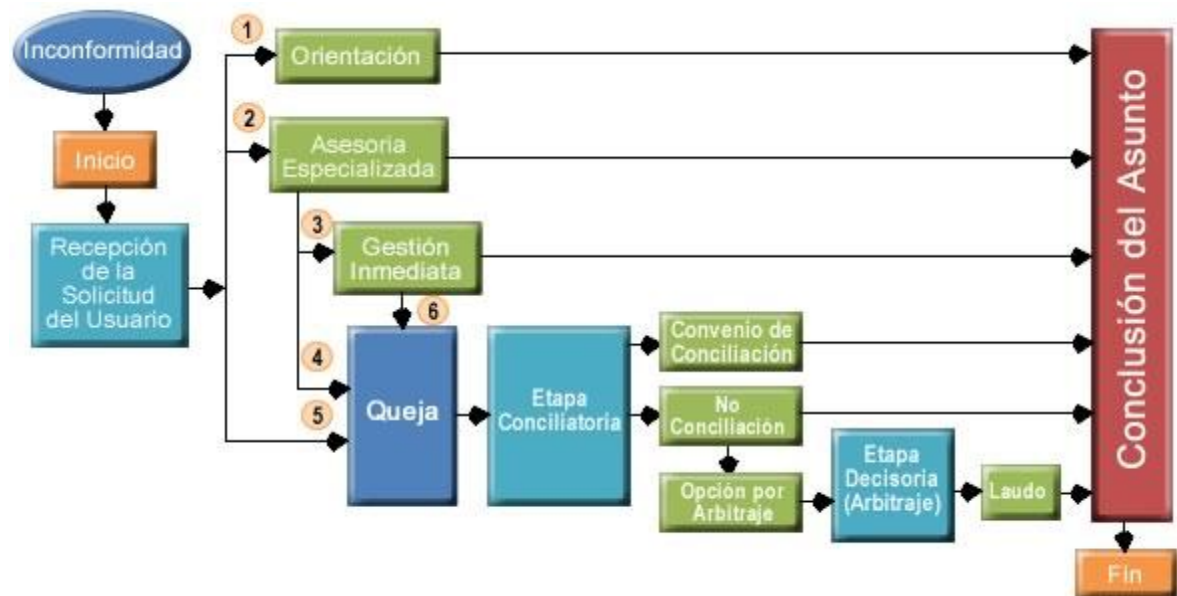 Inconformidad
Inicio
Recepción
de la
Solicitud
del Usuario
1
Orientación
2
Asesoria
Especializada
3
Gestión
Inmediata
6
4
5
Queja
Etapa
Conciliatoria
Convenio de
Conciliación
No
Conciliación
Opción por
Arbitraje
Etapa
Decisoria
(Arbitraje)
Laudo
Conclusión del Asunto
Fin